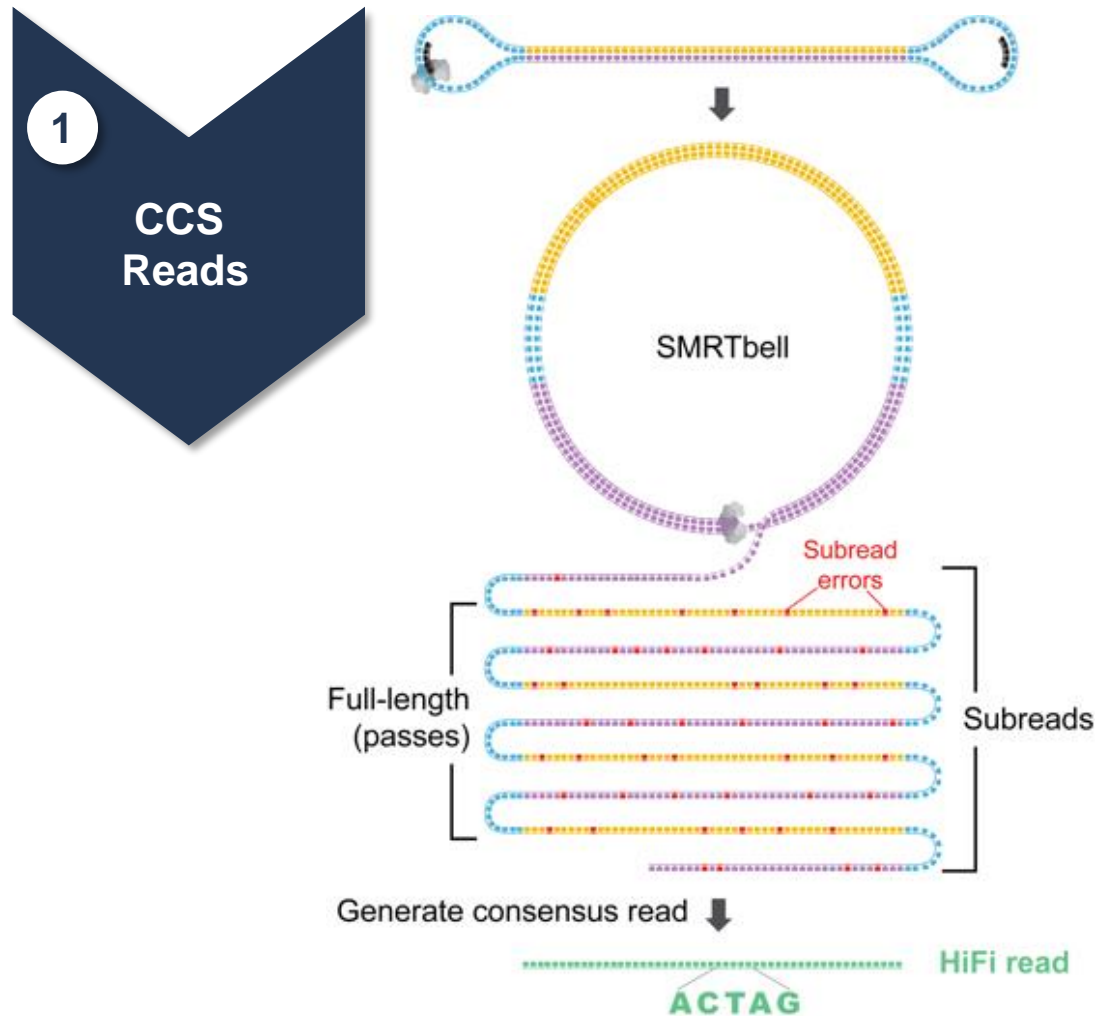 1
CCS
Reads
SMRTbell
Subread
errors
Full-length
(passes)
Subreads
Generate consensus read
HiFi read
ACTAG